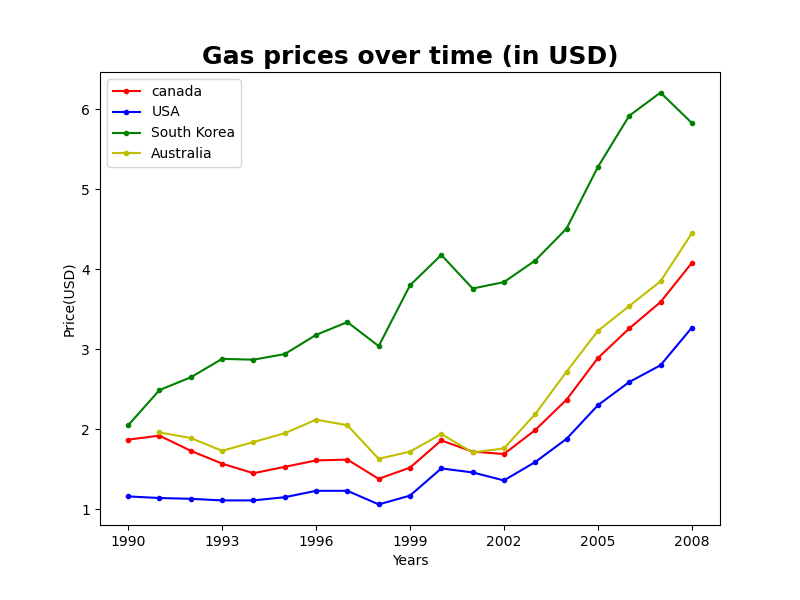 Gas prices over time (in USD)
canada
USA
South Korea
Australia
Price(USD)
6
5
4
3
2
1
1990 1993 1996 1999 2002 2005 2008
Years